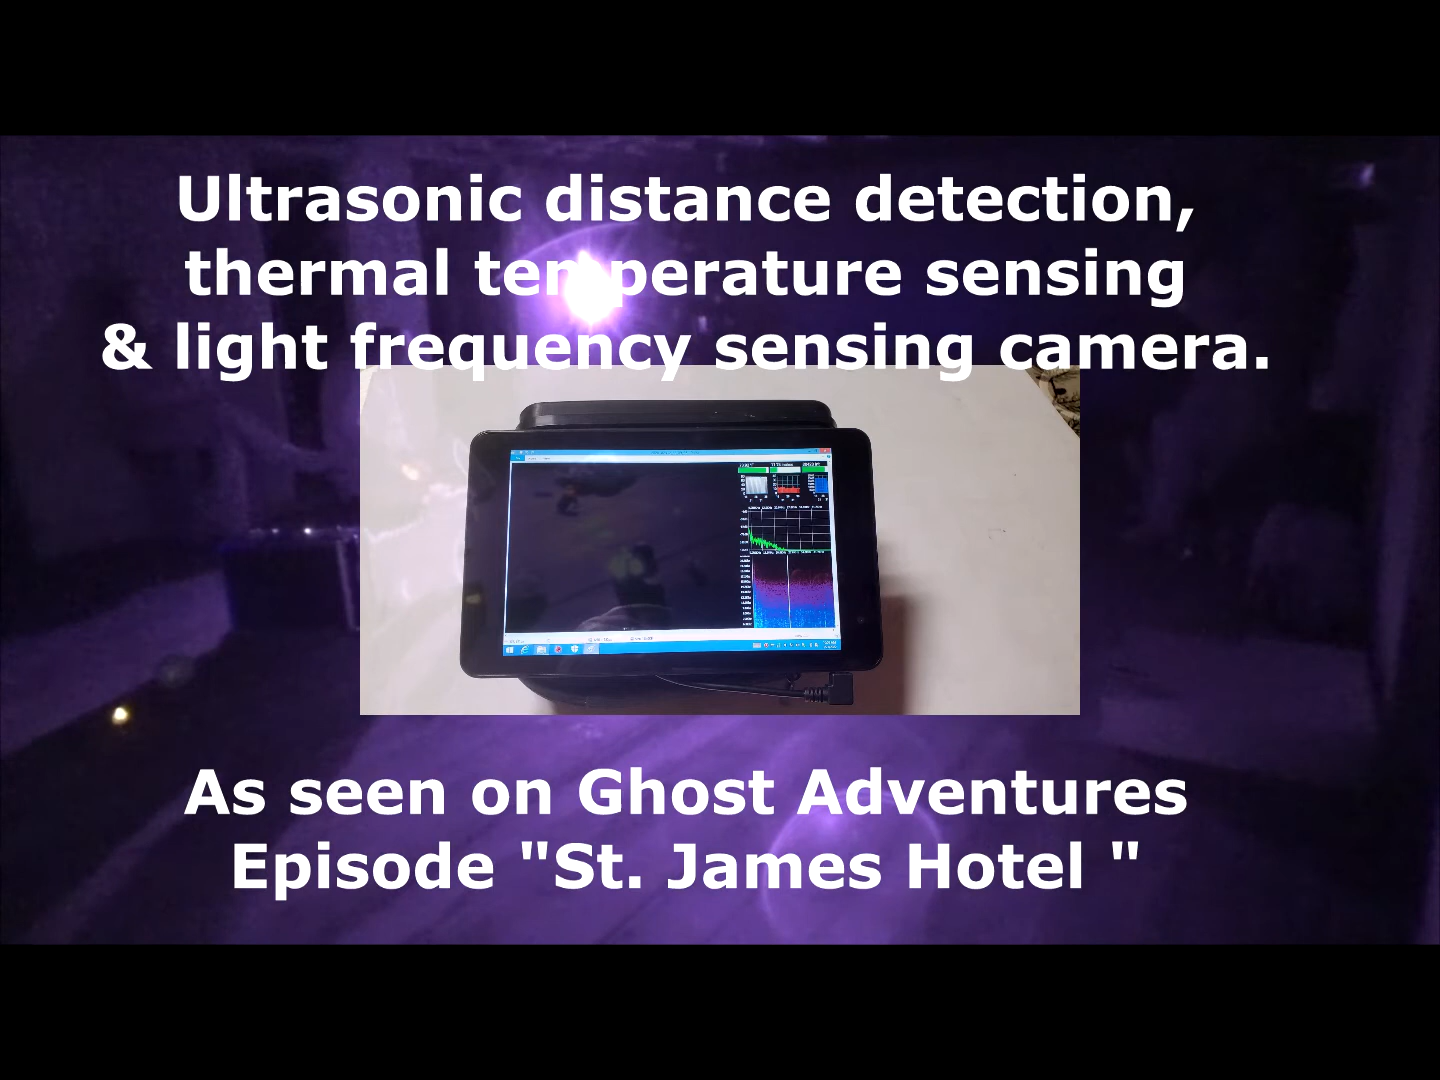 Ultrasonic distance detection,
thermal temperature sensing
& light frequency sensing camera.
As seen on Ghost Adventures
Episode "St. James Hotel "